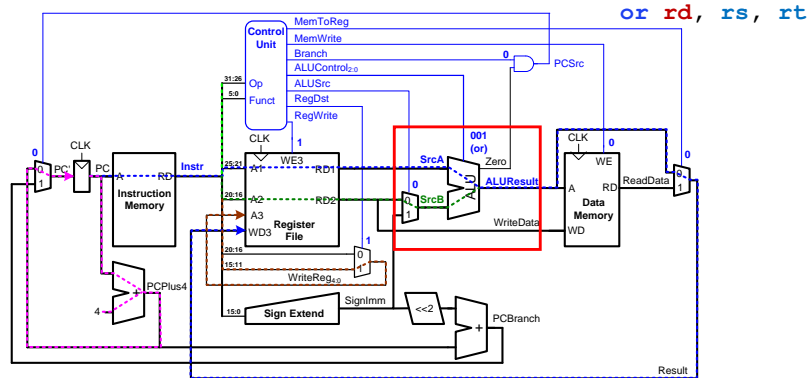 or rd, rs, rt
Control
Unit
MemToReg
MemWrite
Branch
ALUControl2:0
ALUSrc
RegDst
RegWrite
31:26
Op
5:0
Funct
0
PCSrc
0
CLK
PC'
PC
0
1
A
RD
Instruction
Memory
Instr
25:21
20:16
CLK
1
WE3
A1
RD1
A2
RD2
A3
WD3
Register
File
0
0
1
SrcA
SrcB
001
(or)
ALU
Zero
ALUResult
WriteData
CLK
0
WE
A
RD
Data
Memory
WD
ReadData
0
0
1
20:16
15:11
1
0
1
WriteReg4:0
4
+
PCPlus4
15:0
Sign Extend
SignImm
<<2
+
PCBranch
Result